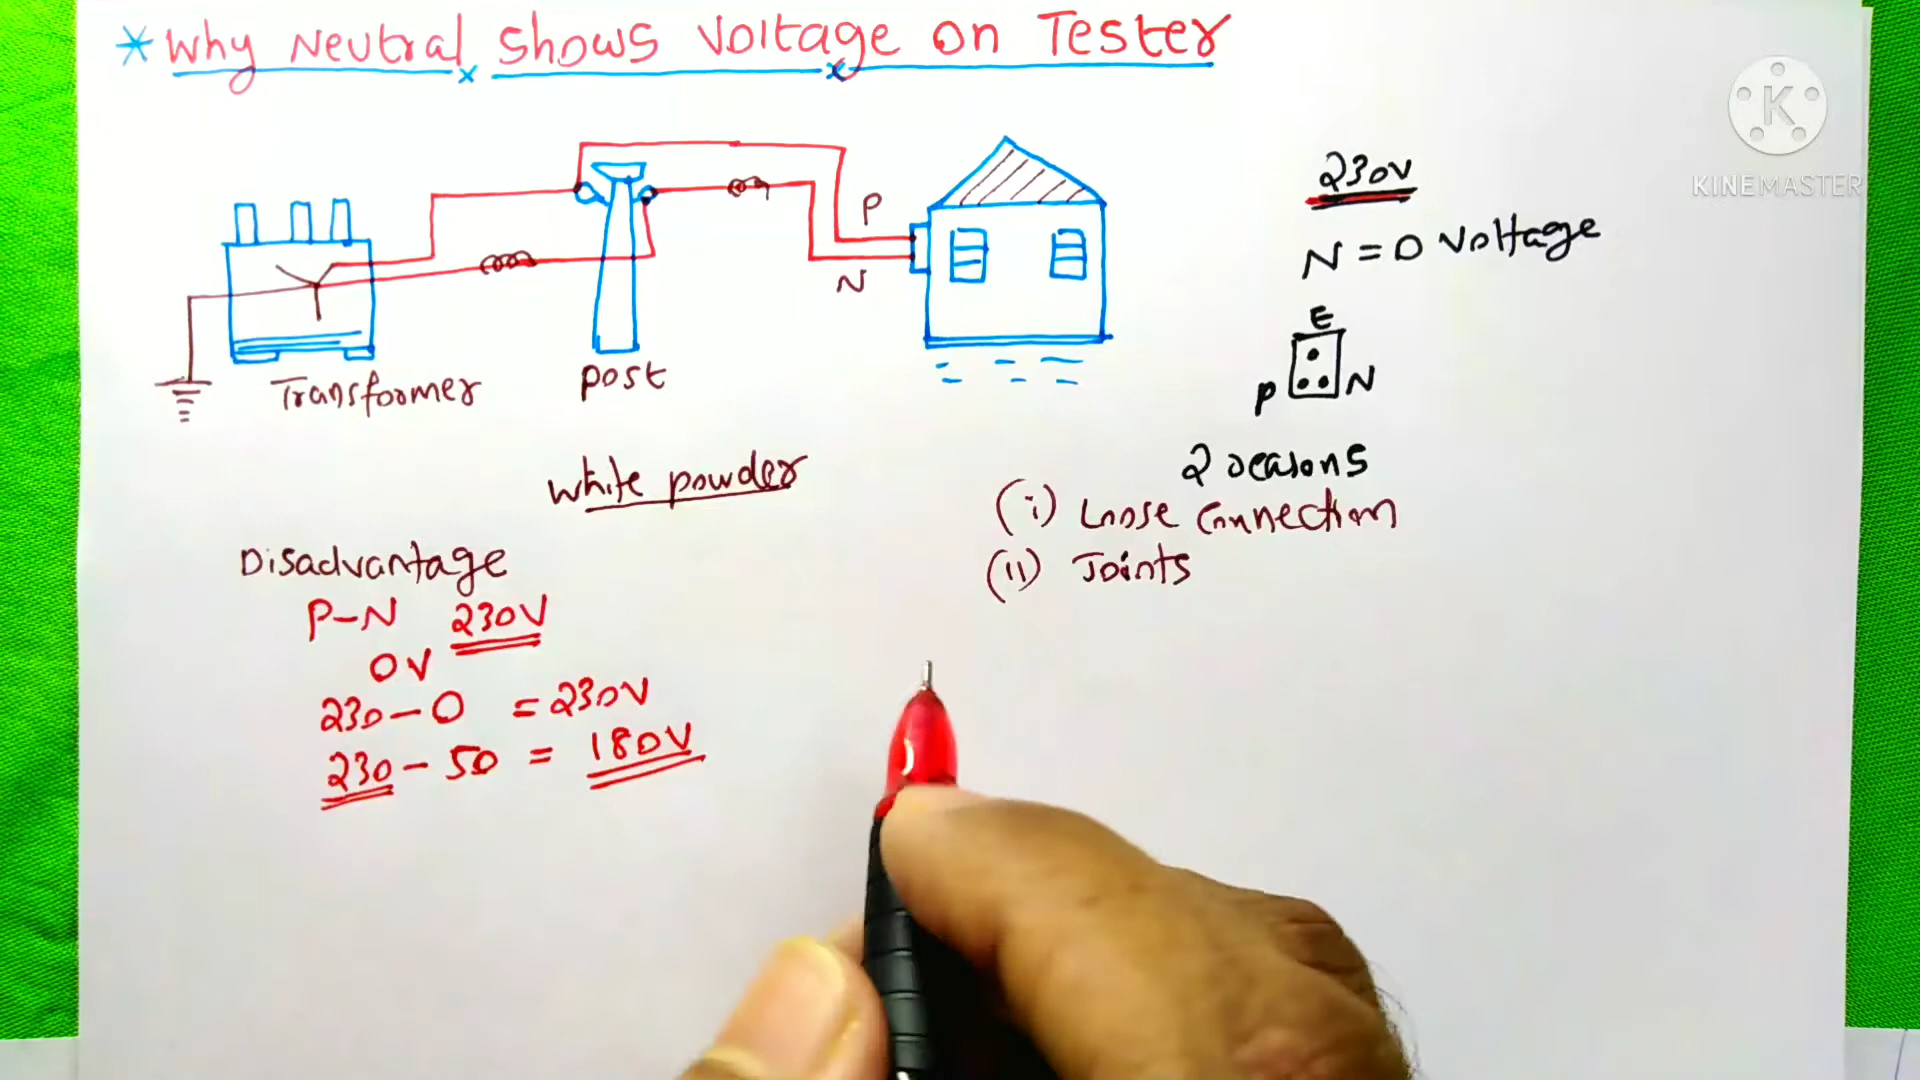 * Why Neutral shows Voltage on Tester
KINEMASTER
230V
N = 0 Voltage
P
N
E
P N
Transformer
post
2 reasons
white powder
(i) Loose Connection
(ii) Joints
Disadvantage
P-N 230V
0V
230-0 = 230V
230-50 = 180V